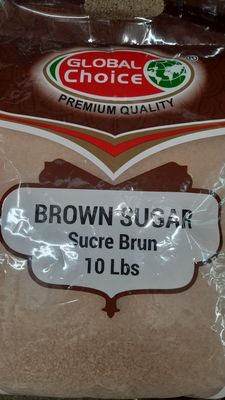 GLOBAL
Choice
PREMIUM QUALITY
BROWN SUGAR
Sucre Brun
10 Lbs